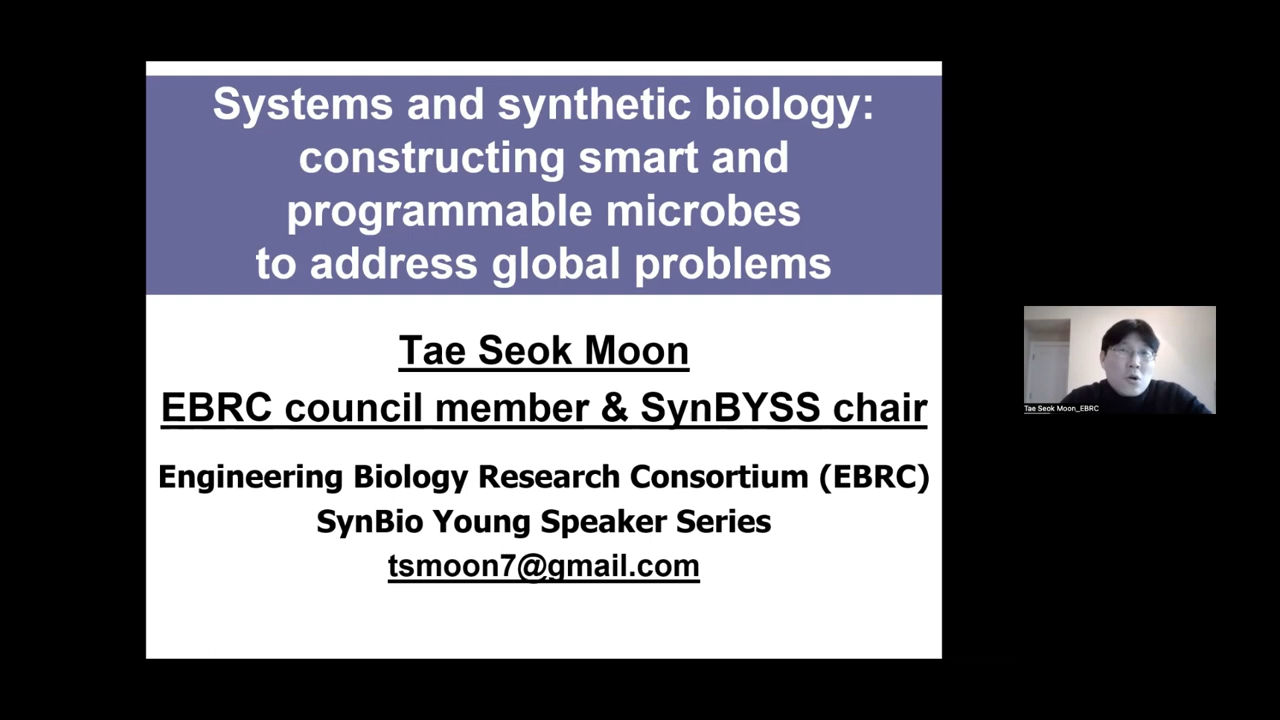 Systems and synthetic biology:
constructing smart and
programmable microbes
to address global problems
Tae Seok Moon
EBRC council member & SynBYSS chair
Engineering Biology Research Consortium (EBRC)
SynBio Young Speaker Series
tsmoon7@gmail.com
Tae Seok Moon_EBRC